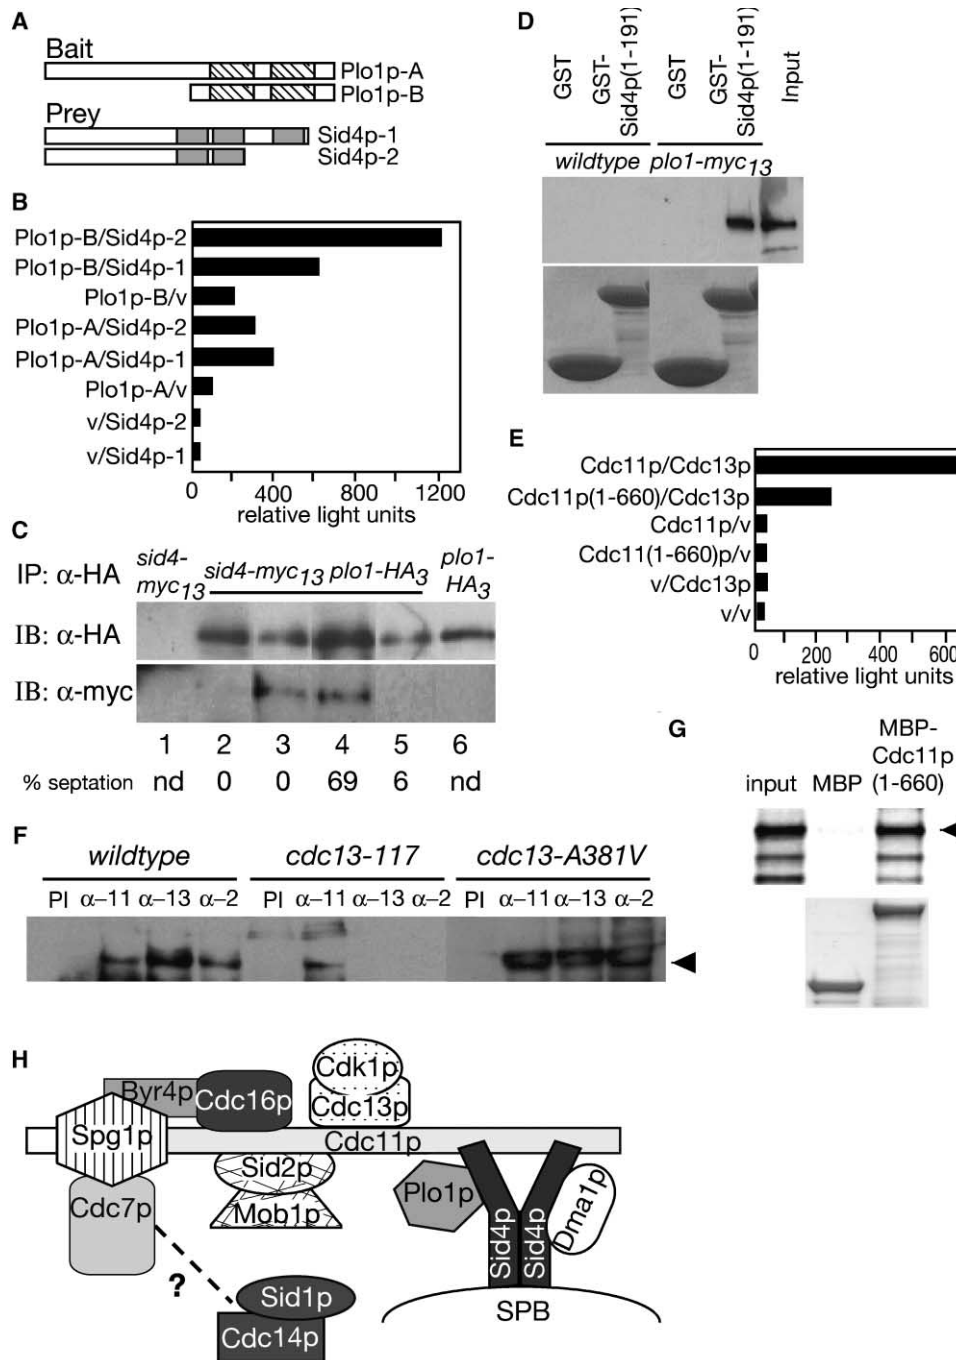 A
Bait
Plo1p-A
Plo1p-B
Prey
Sid4p-1
Sid4p-2
B
Plo1p-B/Sid4p-2
Plo1p-B/Sid4p-1
Plo1p-B/v
Plo1p-A/Sid4p-2
Plo1p-A/Sid4p-1
Plo1p-A/v
v/Sid4p-2
v/Sid4p-1
0 400 800 1200
relative light units
C
IP: α-HA
sid4-myc13
sid4-myc13 plo1-HA3
plo1-HA3
IB: α-HA
IB: α-myc
1 2 3 4 5 6
% septation nd 0 0 69 6 nd
D
GST
GST-Sid4p(1-191)
GST
GST-Sid4p(1-191)
Input
wildtype plo1-myc13
E
Cdc11p/Cdc13p
Cdc11p(1-660)/Cdc13p
Cdc11p/v
Cdc11(1-660)p/v
v/Cdc13p
v/v
0 200 400 600
relative light units
F
wildtype cdc13-117 cdc13-A381V
PI α-11 α-13 α-2 PI α-11 α-13 α-2 PI α-11 α-13 α-2
G
input MBP MBP-Cdc11p(1-660)
H
Cdk1p
Byr4p
Cdc16p
Cdc13p
Spg1p
Cdc11p
Sid2p
Plo1p
Dma1p
Cdc7p
Mob1p
Sid4p
Sid4p
?
Sid1p
SPB
Cdc14p